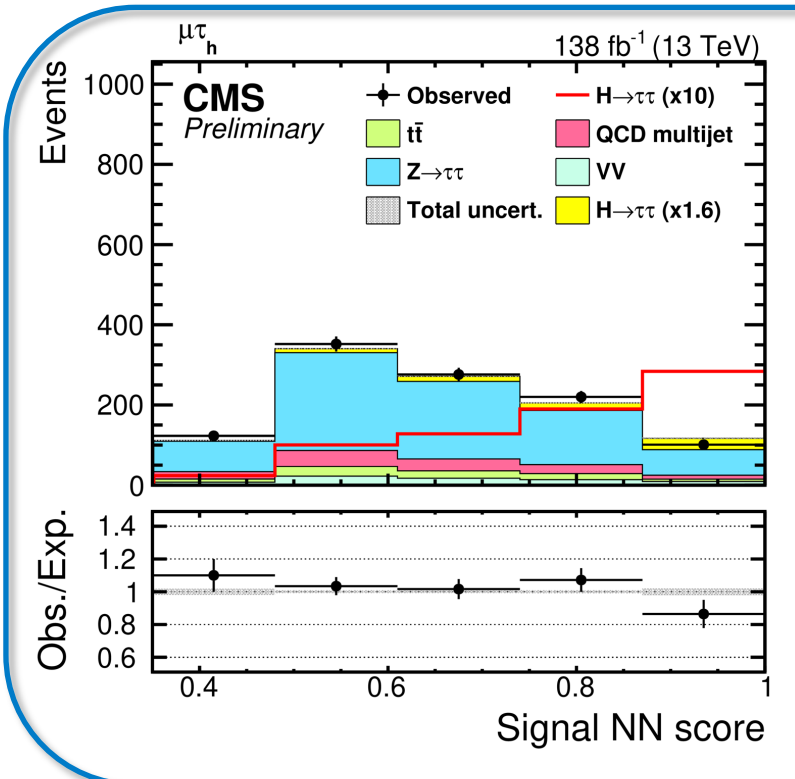 μτh 138 fb-1 (13 TeV)
Events
1000
800
600
400
200
0
CMS
Preliminary
Observed
H→ττ (x10)
tt̄
QCD multijet
Z→ττ
VV
Total uncert.
H→ττ (x1.6)
Obs./Exp.
1.4
1.2
1
0.8
0.6
0.4 0.6 0.8 1
Signal NN score